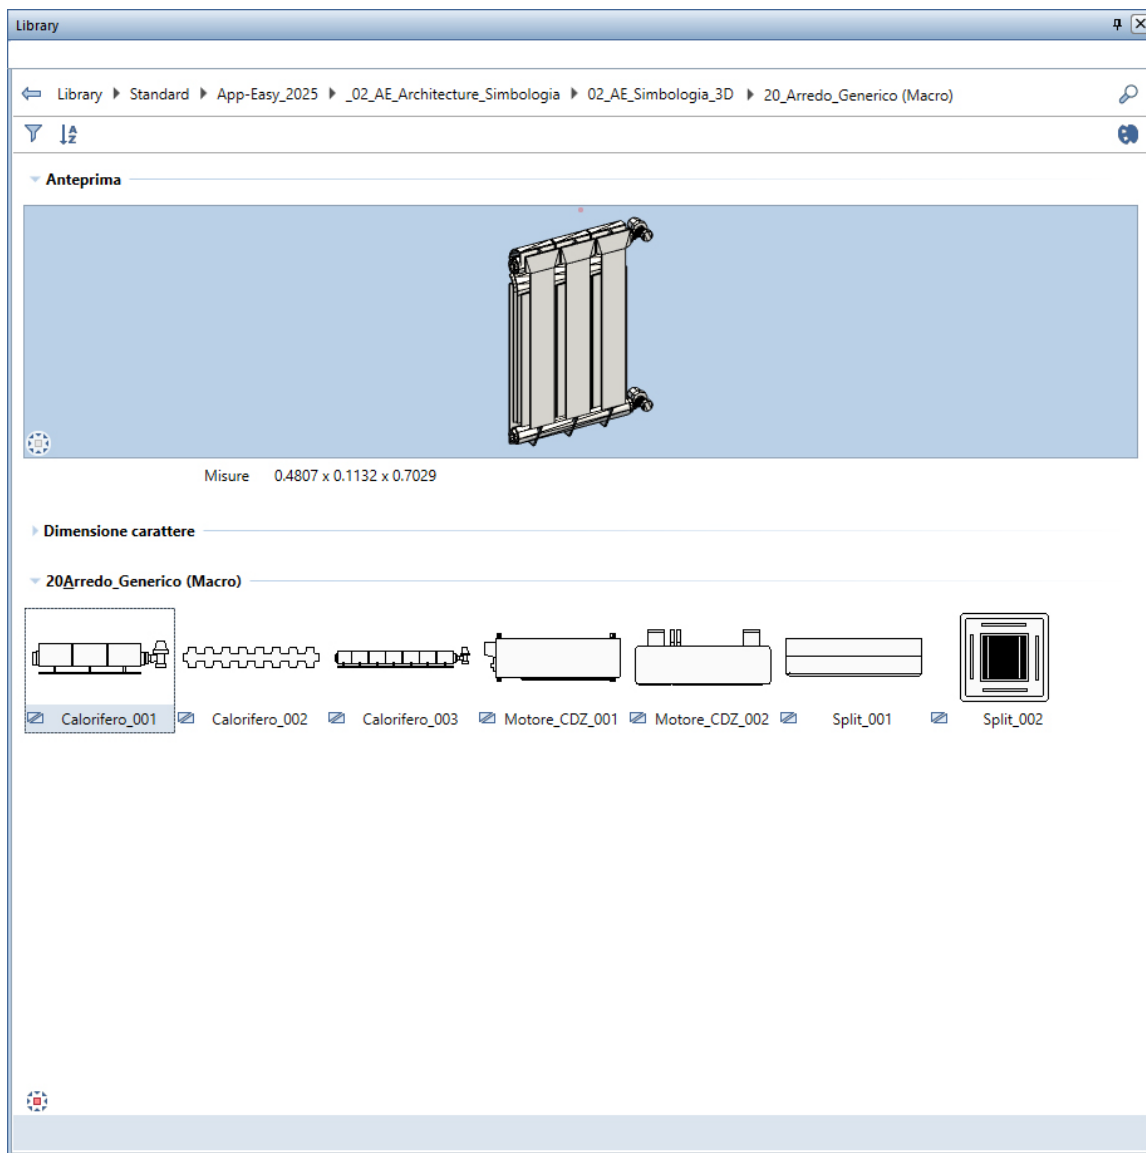 Library
Library Standard App-Easy_2025 _02_AE_Architecture_Simbologia 02_AE_Simbologia_3D 20_Arredo_Generico (Macro)
Anteprima
Misure 0.4807 x 0.1132 x 0.7029
Dimensione carattere
20Arredo_Generico (Macro)
Calorifero_001 Calorifero_002 Calorifero_003 Motore_CDZ_001 Motore_CDZ_002 Split_001 Split_002